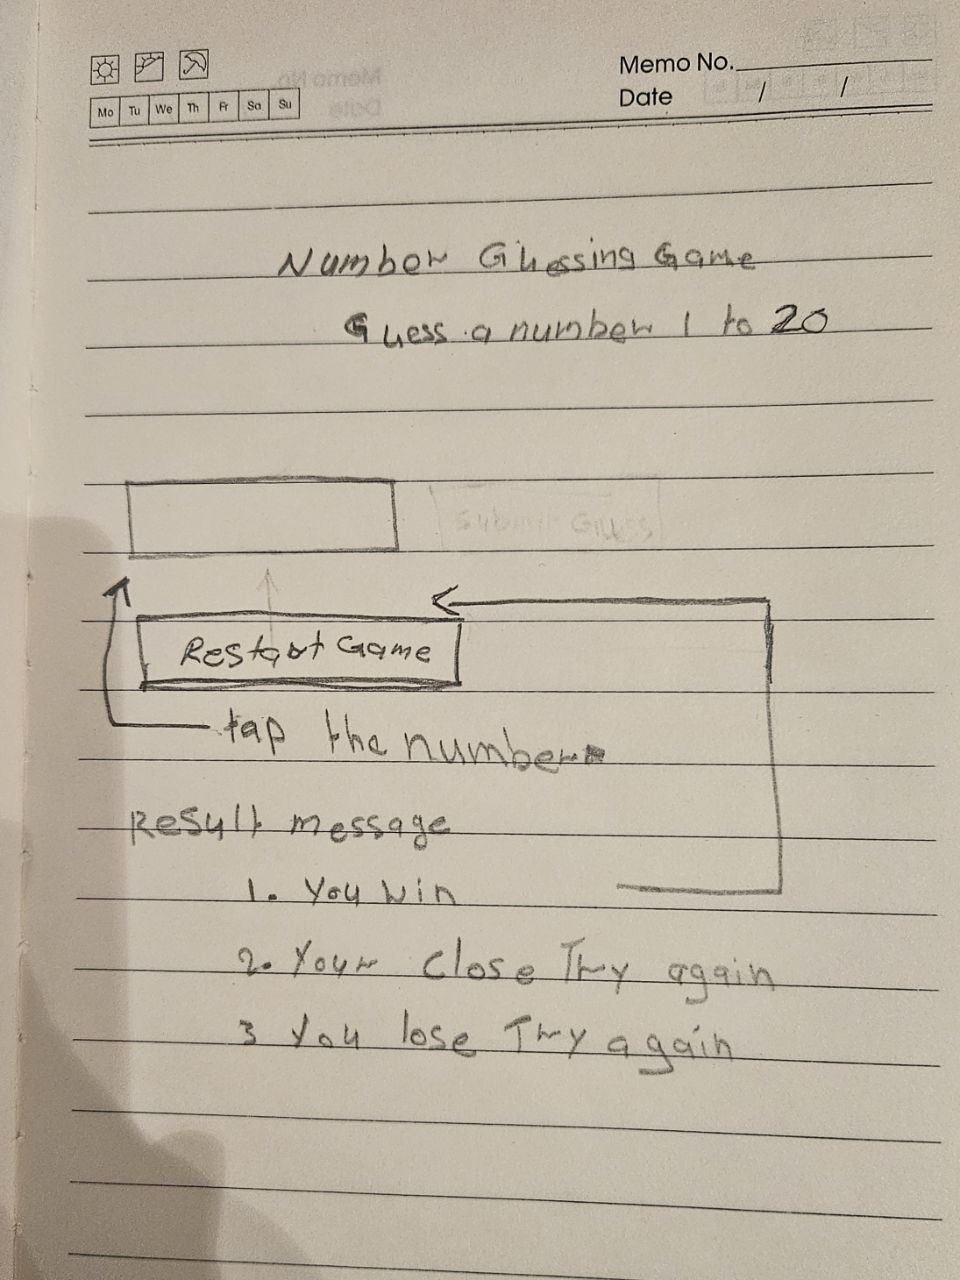 Memo No.
Date / /
Mo Tu We Th Fr Sa Su
Number Guessing Game
Guess a number 1 to 20
Submit Guess
Restart Game
tap the number
Result message
1. You Win
2. Your Close Try again
3 You lose Try again